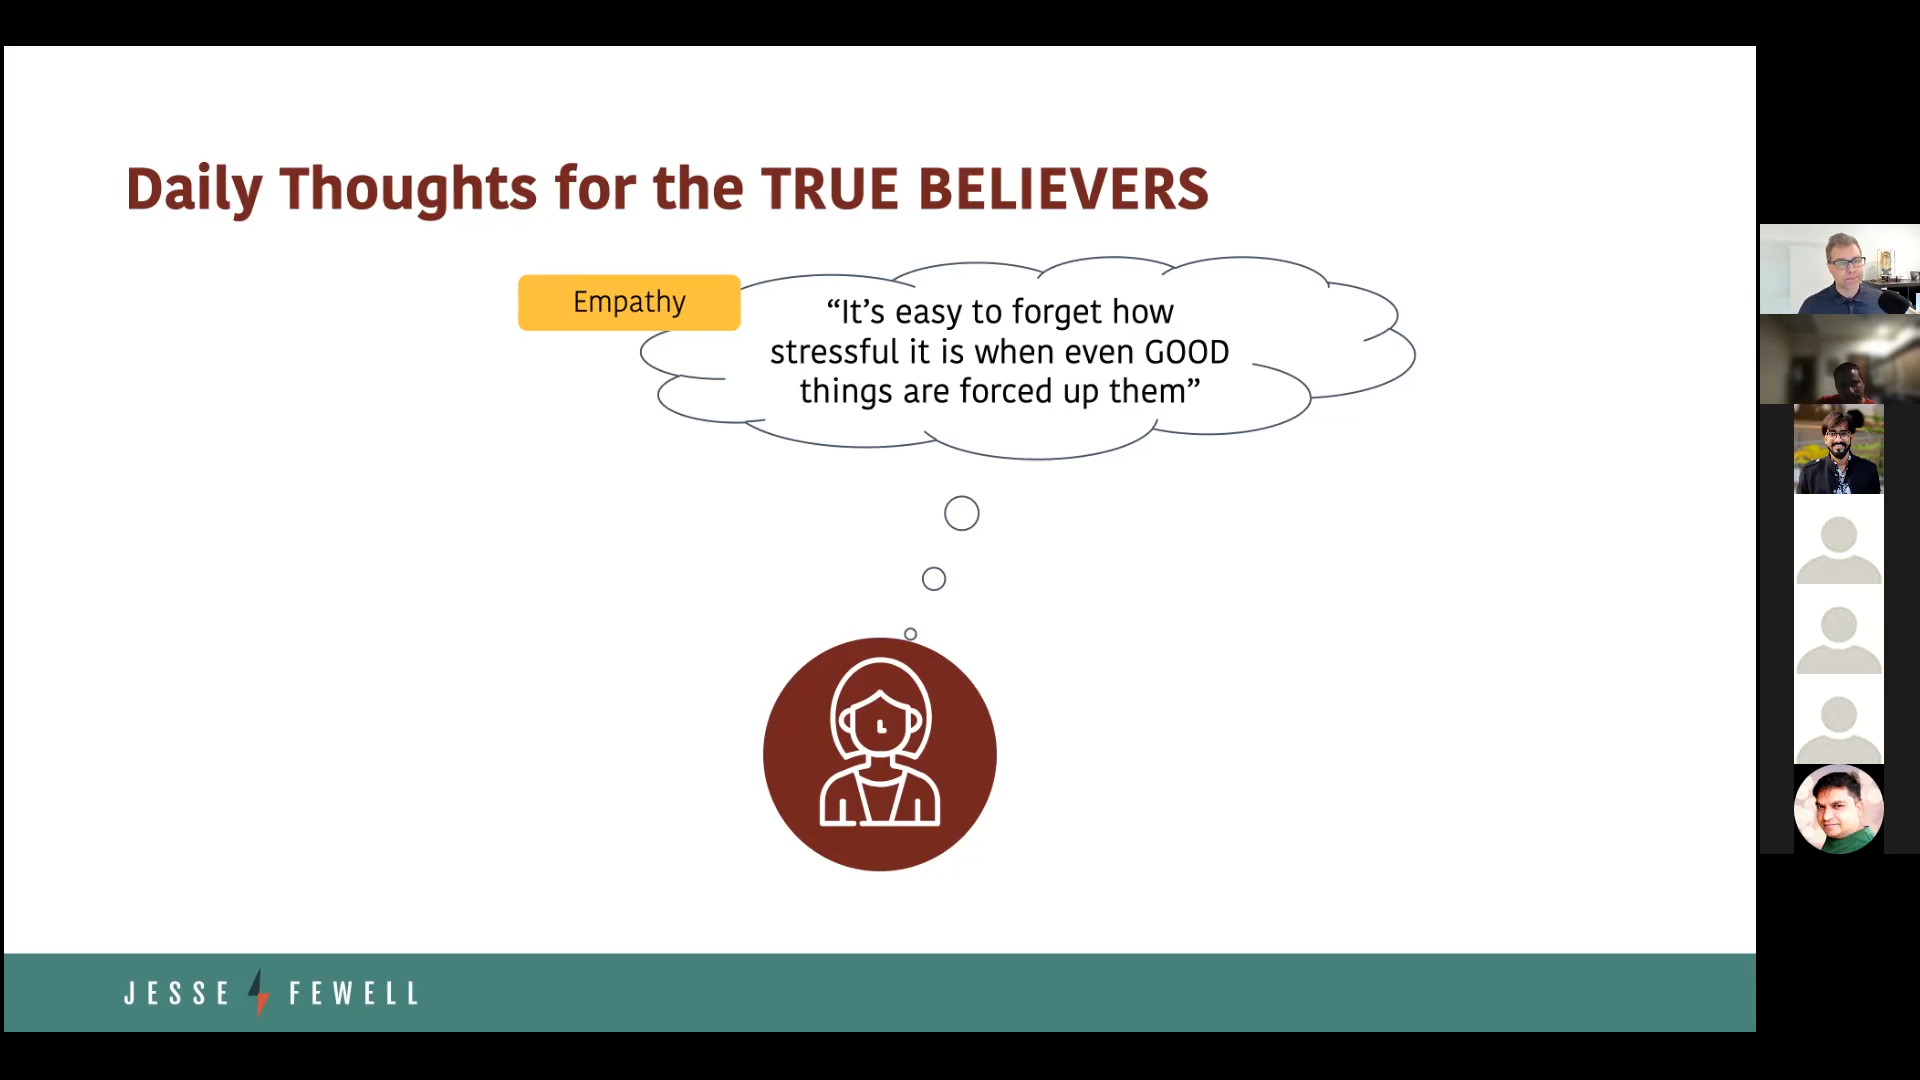 Daily Thoughts for the TRUE BELIEVERS
Empathy
“It’s easy to forget how
stressful it is when even GOOD
things are forced up them”
JESSE FEWELL